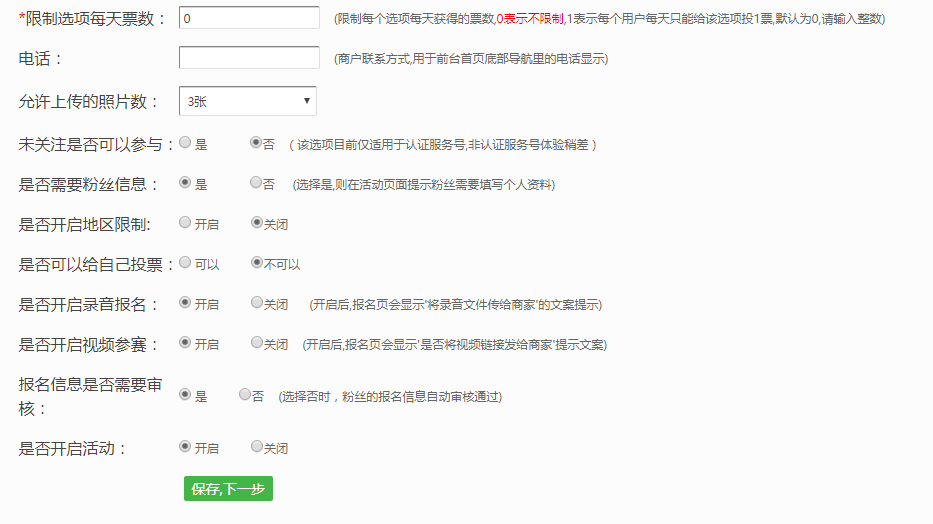 *限制选项每天票数： 0 (限制每个选项每天获得的票数,0表示不限制,1表示每个用户每天只能给该选项投1票,默认为0,请输入整数)
电话： (商户联系方式,用于前台首页底部导航里的电话显示)
允许上传的照片数： 3张
未关注是否可以参与： 是 否 （该选项目前仅适用于认证服务号,非认证服务号体验稍差）
是否需要粉丝信息： 是 否 (选择是,则在活动页面提示粉丝需要填写个人资料)
是否开启地区限制: 开启 关闭
是否可以给自己投票： 可以 不可以
是否开启录音报名： 开启 关闭 (开启后,报名页会显示'将录音文件传给商家'的文案提示)
是否开启视频参赛： 开启 关闭 (开启后,报名页会显示'是否将视频链接发给商家'提示文案)
报名信息是否需要审
核： 是 否 (选择否时，粉丝的报名信息自动审核通过)
是否开启活动： 开启 关闭
保存,下一步